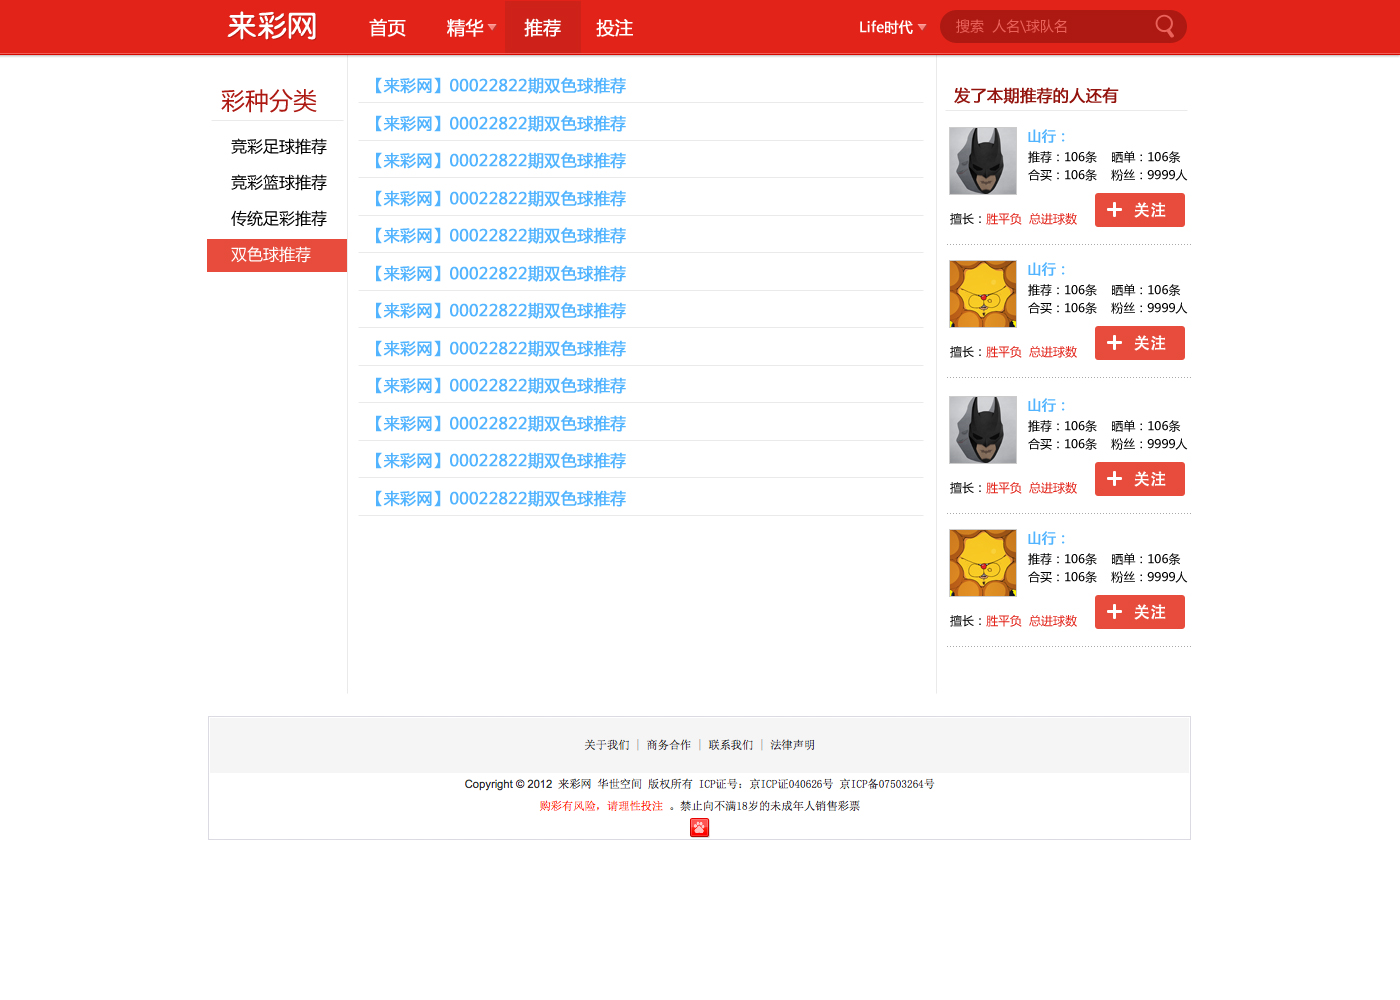 来彩网 首页 精华 推荐 投注 Life时代 搜索 人名\球队名
彩种分类
竞彩足球推荐
竞彩篮球推荐
传统足彩推荐
双色球推荐
【来彩网】00022822期双色球推荐
【来彩网】00022822期双色球推荐
【来彩网】00022822期双色球推荐
【来彩网】00022822期双色球推荐
【来彩网】00022822期双色球推荐
【来彩网】00022822期双色球推荐
【来彩网】00022822期双色球推荐
【来彩网】00022822期双色球推荐
【来彩网】00022822期双色球推荐
【来彩网】00022822期双色球推荐
【来彩网】00022822期双色球推荐
【来彩网】00022822期双色球推荐
发了本期推荐的人还有
山行：
推荐：106条 晒单：106条
合买：106条 粉丝：9999人
擅长：胜平负 总进球数 + 关注
山行：
推荐：106条 晒单：106条
合买：106条 粉丝：9999人
擅长：胜平负 总进球数 + 关注
山行：
推荐：106条 晒单：106条
合买：106条 粉丝：9999人
擅长：胜平负 总进球数 + 关注
山行：
推荐：106条 晒单：106条
合买：106条 粉丝：9999人
擅长：胜平负 总进球数 + 关注
关于我们 | 商务合作 | 联系我们 | 法律声明
Copyright © 2012 来彩网 华世空间 版权所有 ICP证号：京ICP证040626号 京ICP备07503264号
购彩有风险，请理性投注 。禁止向不满18岁的未成年人销售彩票